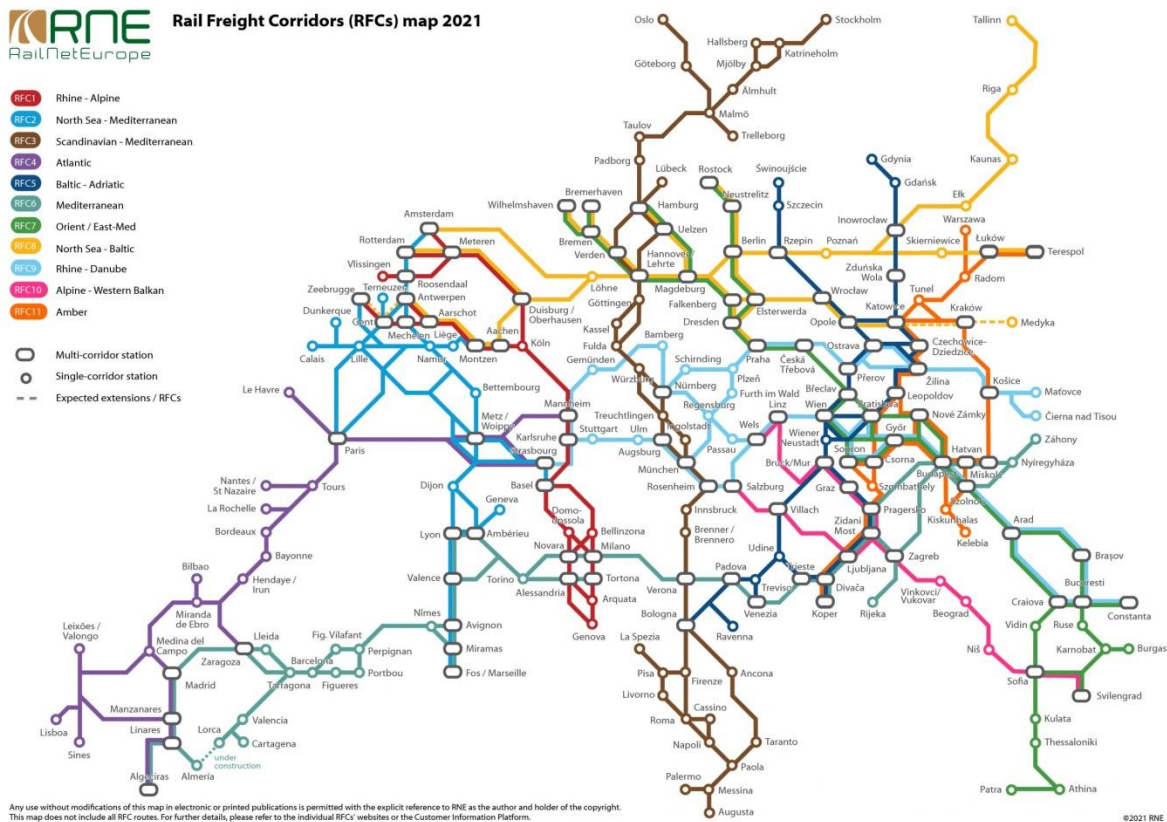 RNE
RailNetEurope
Rail Freight Corridors (RFCs) map 2021
RFC1 Rhine - Alpine
RFC2 North Sea - Mediterranean
RFC3 Scandinavian - Mediterranean
RFC4 Atlantic
RFC5 Baltic - Adriatic
RFC6 Mediterranean
RFC7 Orient / East-Med
RFC8 North Sea - Baltic
RFC9 Rhine - Danube
RFC10 Alpine - Western Balkan
RFC11 Amber
Multi-corridor station
Single-corridor station
Expected extensions / RFCs
Oslo
Stockholm
Tallinn
Hallsberg
Katrineholm
Göteborg
Mjölby
Älmhult
Riga
Malmö
Taulov
Trelleborg
Padborg
Lübeck
Rostock
Świnoujście
Gdynia
Kaunas
Gdańsk
Neustrelitz
Ełk
Bremerhaven
Wilhelmshaven
Hamburg
Szczecin
Inowrocław
Warszawa
Amsterdam
Uelzen
Bremen
Verden
Hannover/
Lehrte
Berlin
Rzepin
Poznań
Skierniewice
Łuków
Terespol
Rotterdam
Meteren
Vlissingen
Roosendaal
Magdeburg
Zduńska
Wola
Radom
Zeebrugge
Terneuzen
Antwerpen
Löhne
Göttingen
Falkenberg
Wrocław
Tunel
Dunkerque
Aarschot
Duisburg /
Oberhausen
Elsterwerda
Katowice
Kraków
Gent
Mechelen
Liège
Aachen
Kassel
Dresden
Opole
Medyka
Calais
Lille
Namur
Montzen
Köln
Fulda
Bamberg
Schirnding
Praha
Česká
Třebová
Ostrava
Czechowice-
Dziedzice
Gemünden
Würzburg
Nürnberg
Plzeň
Přerov
Žilina
Košice
Maťovce
Le Havre
Bettembourg
Mannheim
Regensburg
Furth im Wald
Břeclav
Leopoldov
Čierna nad Tisou
Metz /
Woippy
Treuchtlingen
Linz
Wien
Bratislava
Nové Zámky
Paris
Karlsruhe
Stuttgart
Ulm
Ingolstadt
Wels
Wiener
Neustadt
Győr
Záhony
Strasbourg
Augsburg
Passau
Sopron
Hatvan
Basel
München
Bruck/Mur
Csorna
Budapest
Miskolc
Nyíregyháza
Nantes /
St Nazaire
Tours
Dijon
Rosenheim
Salzburg
Graz
Szombathely
Szolnok
La Rochelle
Geneva
Domo-
dossola
Bellinzona
Innsbruck
Villach
Pragersko
Kiskunhalas
Arad
Bordeaux
Lyon
Ambérieu
Brenner /
Brennero
Zidani
Most
Kelebia
Brașov
Bayonne
Novara
Milano
Udine
Ljubljana
Zagreb
Bilbao
Hendaye /
Irun
Valence
Torino
Alessandria
Tortona
Verona
Padova
Treviso
Trieste
Divača
Vinkovci/
Vukovar
Bucuresti
Miranda
de Ebro
Arquata
Venezia
Koper
Rijeka
Beograd
Craiova
Constanta
Leixões /
Valongo
Nîmes
Avignon
Genova
Bologna
Ravenna
Vidin
Ruse
Medina del
Campo
Lleida
Fig. Vilafant
Perpignan
Miramas
La Spezia
Niš
Karnobat
Burgas
Zaragoza
Barcelona
Madrid
Tarragona
Figueres
Portbou
Fos / Marseille
Pisa
Firenze
Ancona
Sofia
Svilengrad
Manzanares
Livorno
Cassino
Lisboa
Linares
Valencia
Roma
Kulata
Sines
Lorca
Cartagena
Napoli
Taranto
Thessaloniki
under
construction
Algeciras
Almería
Paola
Palermo
Messina
Patra
Athina
Augusta
Any use without modifications of this map in electronic or printed publications is permitted with the explicit reference to RNE as the author and holder of the copyright.
This map does not include all RFC routes. For further details, please refer to the individual RFCs' websites or the Customer Information Platform.
©2021 RNE